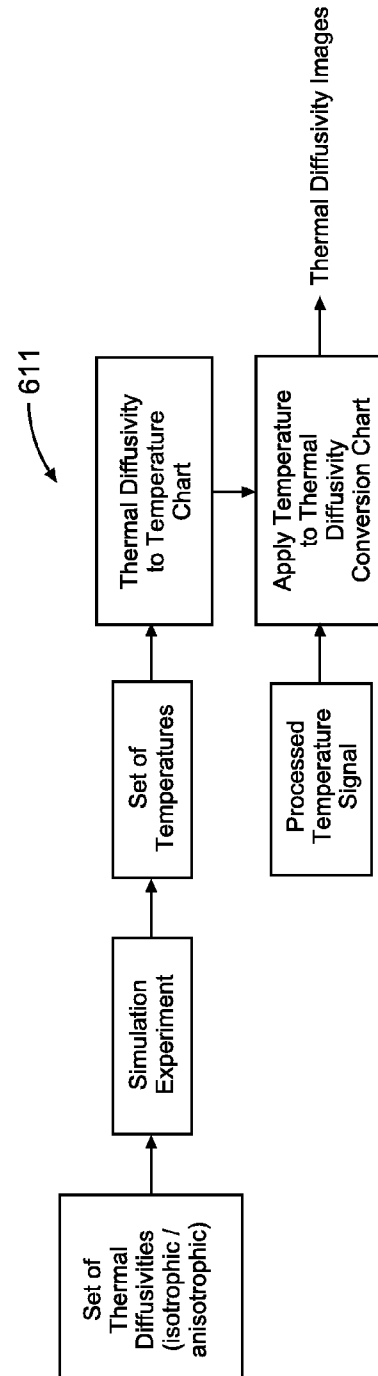 611
Set of
Thermal
Diffusivities
(isotrophic /
anisotrophic)
Simulation
Experiment
Set of
Temperatures
Thermal Diffusivity
to Temperature
Chart
Processed
Temperature
Signal
Apply Temperature
to Thermal
Diffusivity
Conversion Chart
Thermal Diffusivity Images